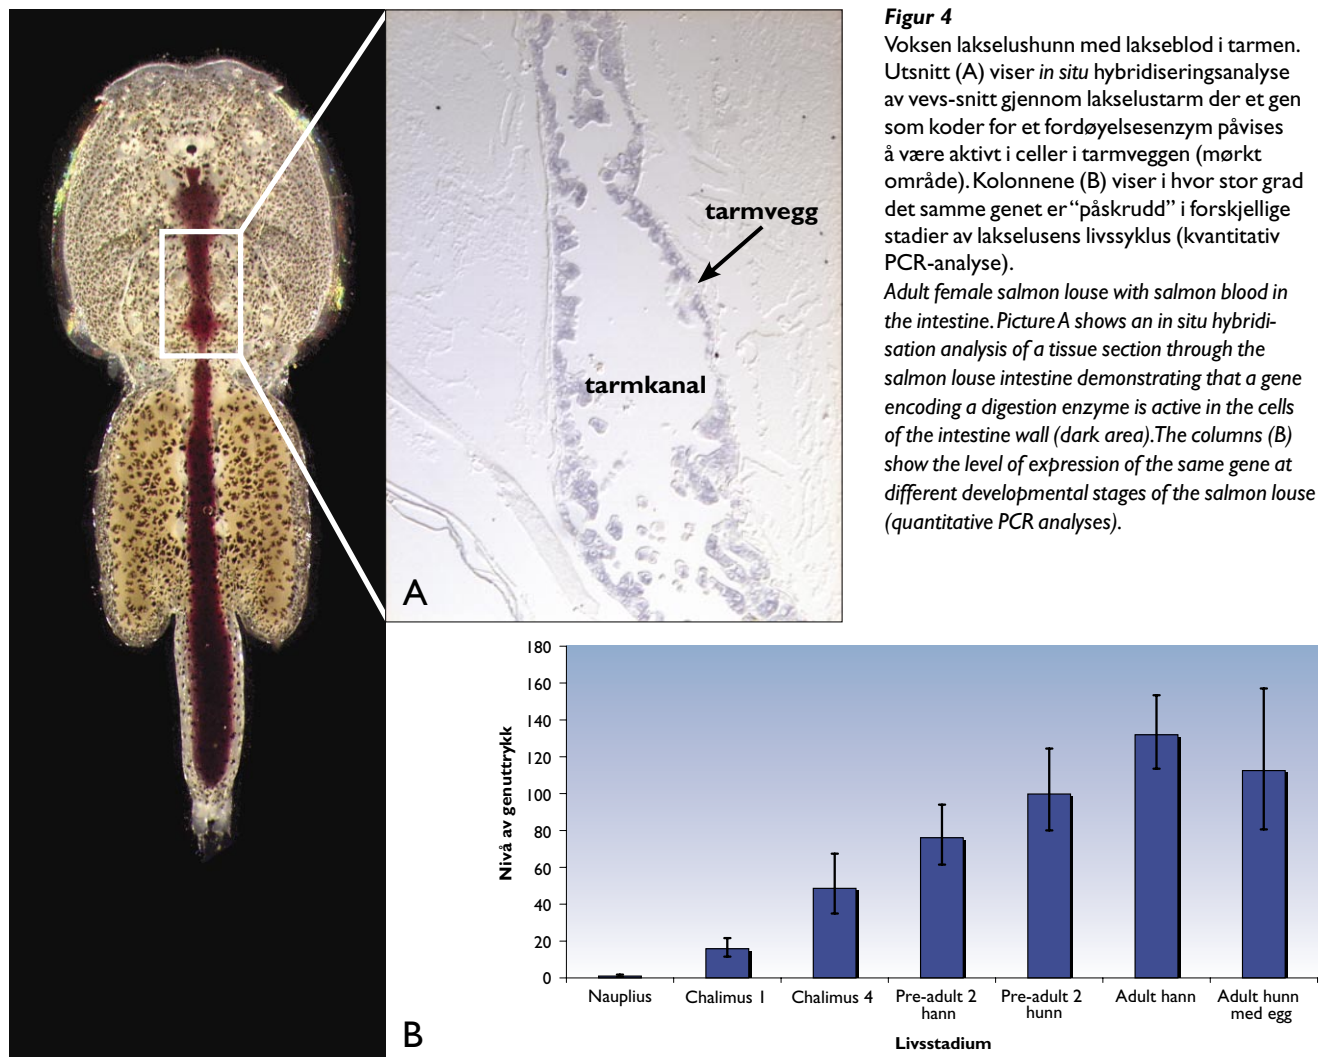 Figur 4
Voksen lakselushunn med lakseblod i tarmen.
Utsnitt (A) viser in situ hybridiseringsanalyse
av vevs-snitt gjennom lakselustarm der et gen
som koder for et fordøyelsesenzym påvises
å være aktivt i celler i tarmveggen (mørkt
område). Kolonnene (B) viser i hvor stor grad
det samme genet er “påskrudd” i forskjellige
stadier av lakselusens livssyklus (kvantitativ
PCR-analyse).
Adult female salmon louse with salmon blood in
the intestine. Picture A shows an in situ hybridi-
sation analysis of a tissue section through the
salmon louse intestine demonstrating that a gene
encoding a digestion enzyme is active in the cells
of the intestine wall (dark area). The columns (B)
show the level of expression of the same gene at
different developmental stages of the salmon louse
(quantitative PCR analyses).
tarmvegg
tarmkanal
A
180
160
140
120
100
80
60
40
20
0
Nivå av genuttrykk
Nauplius
Chalimus 1
Chalimus 4
Pre-adult 2
hann
Pre-adult 2
hunn
Adult hann
Adult hunn
med egg
Livsstadium
B